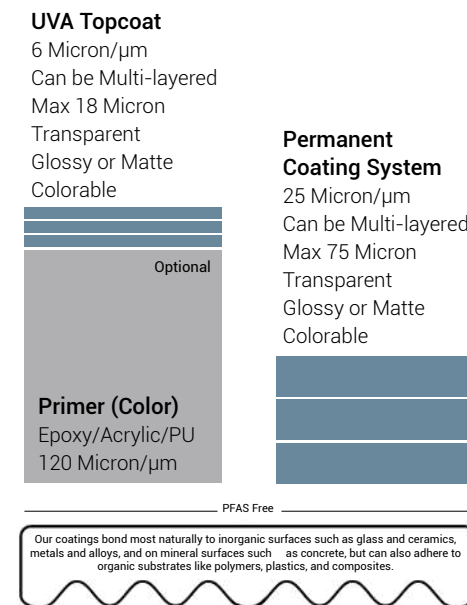 UVA Topcoat
6 Micron/µm
Can be Multi-layered
Max 18 Micron
Transparent
Glossy or Matte
Colorable
Optional
Primer (Color)
Epoxy/Acrylic/PU
120 Micron/µm
Permanent
Coating System
25 Micron/µm
Can be Multi-layered
Max 75 Micron
Transparent
Glossy or Matte
Colorable
PFAS Free
Our coatings bond most naturally to inorganic surfaces such as glass and ceramics,
metals and alloys, and on mineral surfaces such as concrete, but can also adhere to
organic substrates like polymers, plastics, and composites.